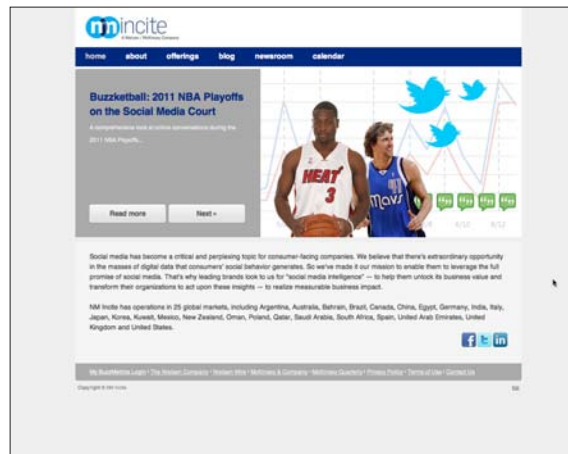 nm incite
A Nielsen / McKinsey Company
home about offerings blog newsroom calendar
Buzzketball: 2011 NBA Playoffs
on the Social Media Court
A comprehensive look at online conversations during the
2011 NBA Playoffs...
HEAT
3
MAVS
41
Read more Next »
6/12
Social media has become a critical and perplexing topic for consumer-facing companies. We believe that there's extraordinary opportunity
in the masses of digital data that consumers' social behavior generates. So we've made it our mission to enable them to leverage the full
promise of social media. That's why leading brands look to us for "social media intelligence" — to help them unlock its business value and
transform their organizations to act upon these insights — to realize measurable business impact.
NM Incite has operations in 25 global markets, including Argentina, Australia, Bahrain, Brazil, Canada, China, Egypt, Germany, India, Italy,
Japan, Korea, Kuwait, Mexico, New Zealand, Oman, Poland, Qatar, Saudi Arabia, South Africa, Spain, United Arab Emirates, United
Kingdom and United States.
f t in
My BuzzMetrics Login • The Nielsen Company • Nielsen Wire • McKinsey & Company • McKinsey Quarterly • Privacy Policy • Terms of Use • Contact Us
Copyright © NM Incite